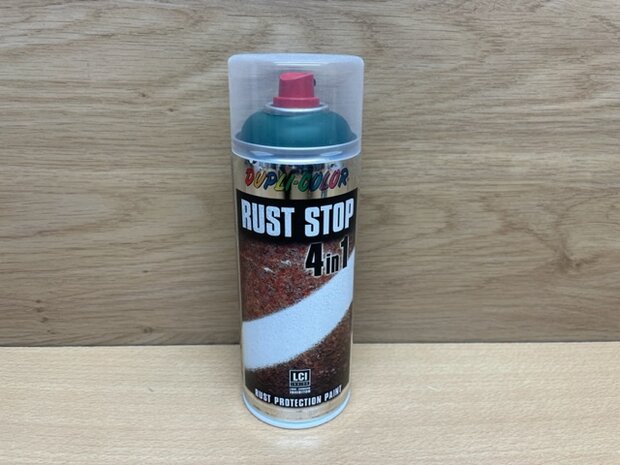 DUPLI-COLOR
RUST STOP
4in1
LCI
RUST PROTECTION PAINT